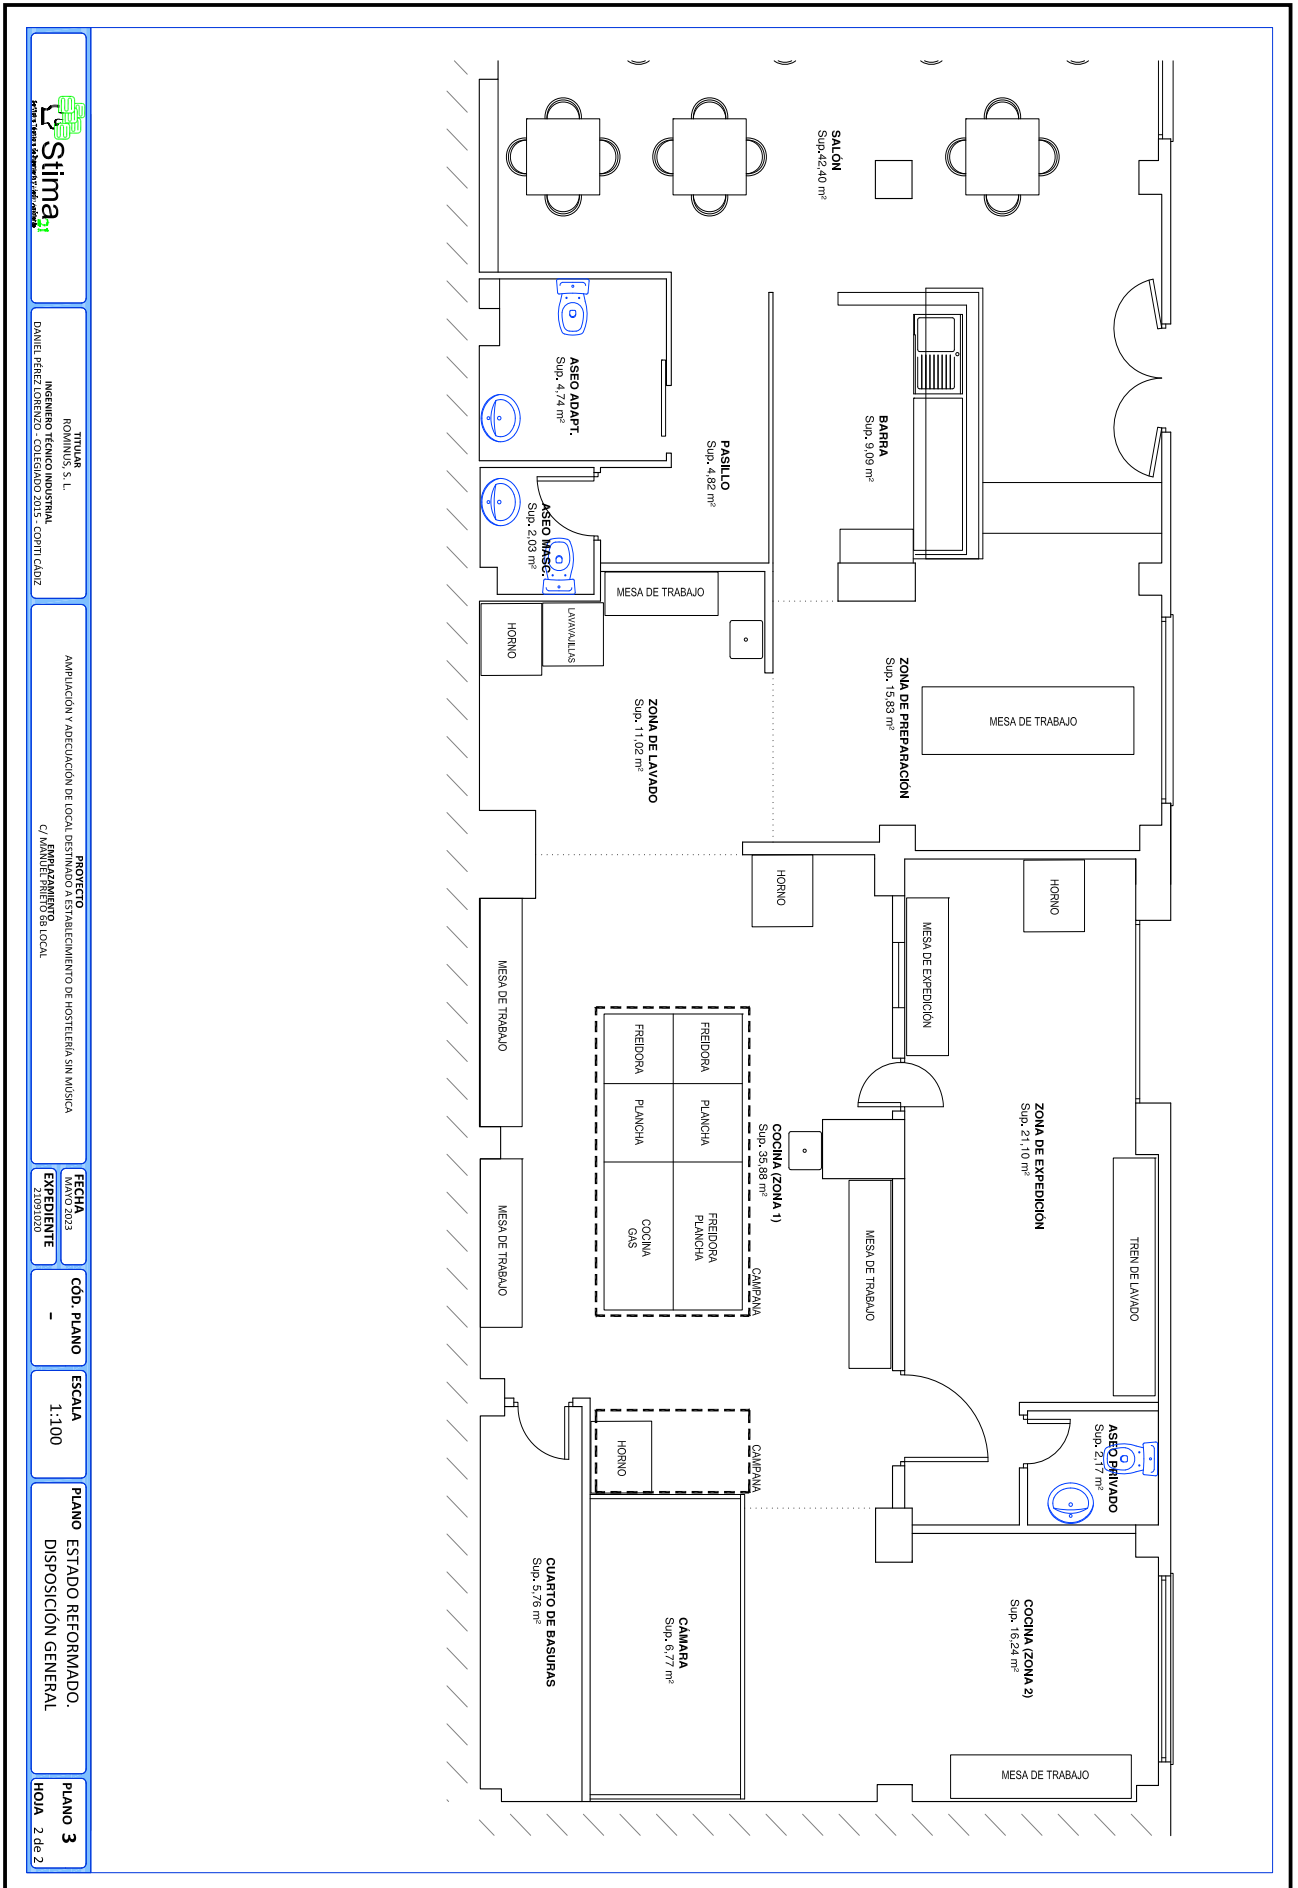 SALÓN
Sup.42,40 m²
ASEO ADAPT.
Sup. 4,74 m²
BARRA
Sup. 9,09 m²
PASILLO
Sup. 4,82 m²
ASEO MASC.
Sup. 2,03 m²
MESA DE TRABAJO
LAVAVAJILLAS
HORNO
ZONA DE PREPARACIÓN
Sup. 15,83 m²
MESA DE TRABAJO
ZONA DE LAVADO
Sup. 11,02 m²
HORNO
HORNO
MESA DE EXPEDICIÓN
MESA DE TRABAJO
FREIDORA
FREIDORA
PLANCHA
PLANCHA
FREIDORA
PLANCHA
COCINA
GAS
CAMPANA
COCINA (ZONA 1)
Sup. 35,88 m²
ZONA DE EXPEDICIÓN
Sup. 21,10 m²
MESA DE TRABAJO
MESA DE TRABAJO
TREN DE LAVADO
HORNO
CAMPANA
ASEO PRIVADO
Sup. 2,17 m²
CUARTO DE BASURAS
Sup. 5,76 m²
CÁMARA
Sup. 6,77 m²
COCINA (ZONA 2)
Sup. 16,24 m²
MESA DE TRABAJO
Stima
21
TITULAR
ROMINUS, S. L.
INGENIERO TÉCNICO INDUSTRIAL
DANIEL PÉREZ LORENZO - COLEGIADO 2015 - COPITI CÁDIZ
PROYECTO
AMPLIACIÓN Y ADECUACIÓN DE LOCAL DESTINADO A ESTABLECIMIENTO DE HOSTELERÍA SIN MÚSICA
EMPLAZAMIENTO
C/ MANUEL PRIETO 6B LOCAL
FECHA
MAYO 2023
EXPEDIENTE
21091020
CÓD. PLANO
-
ESCALA
1:100
PLANO ESTADO REFORMADO.
DISPOSICIÓN GENERAL
PLANO 3
HOJA 2 de 2